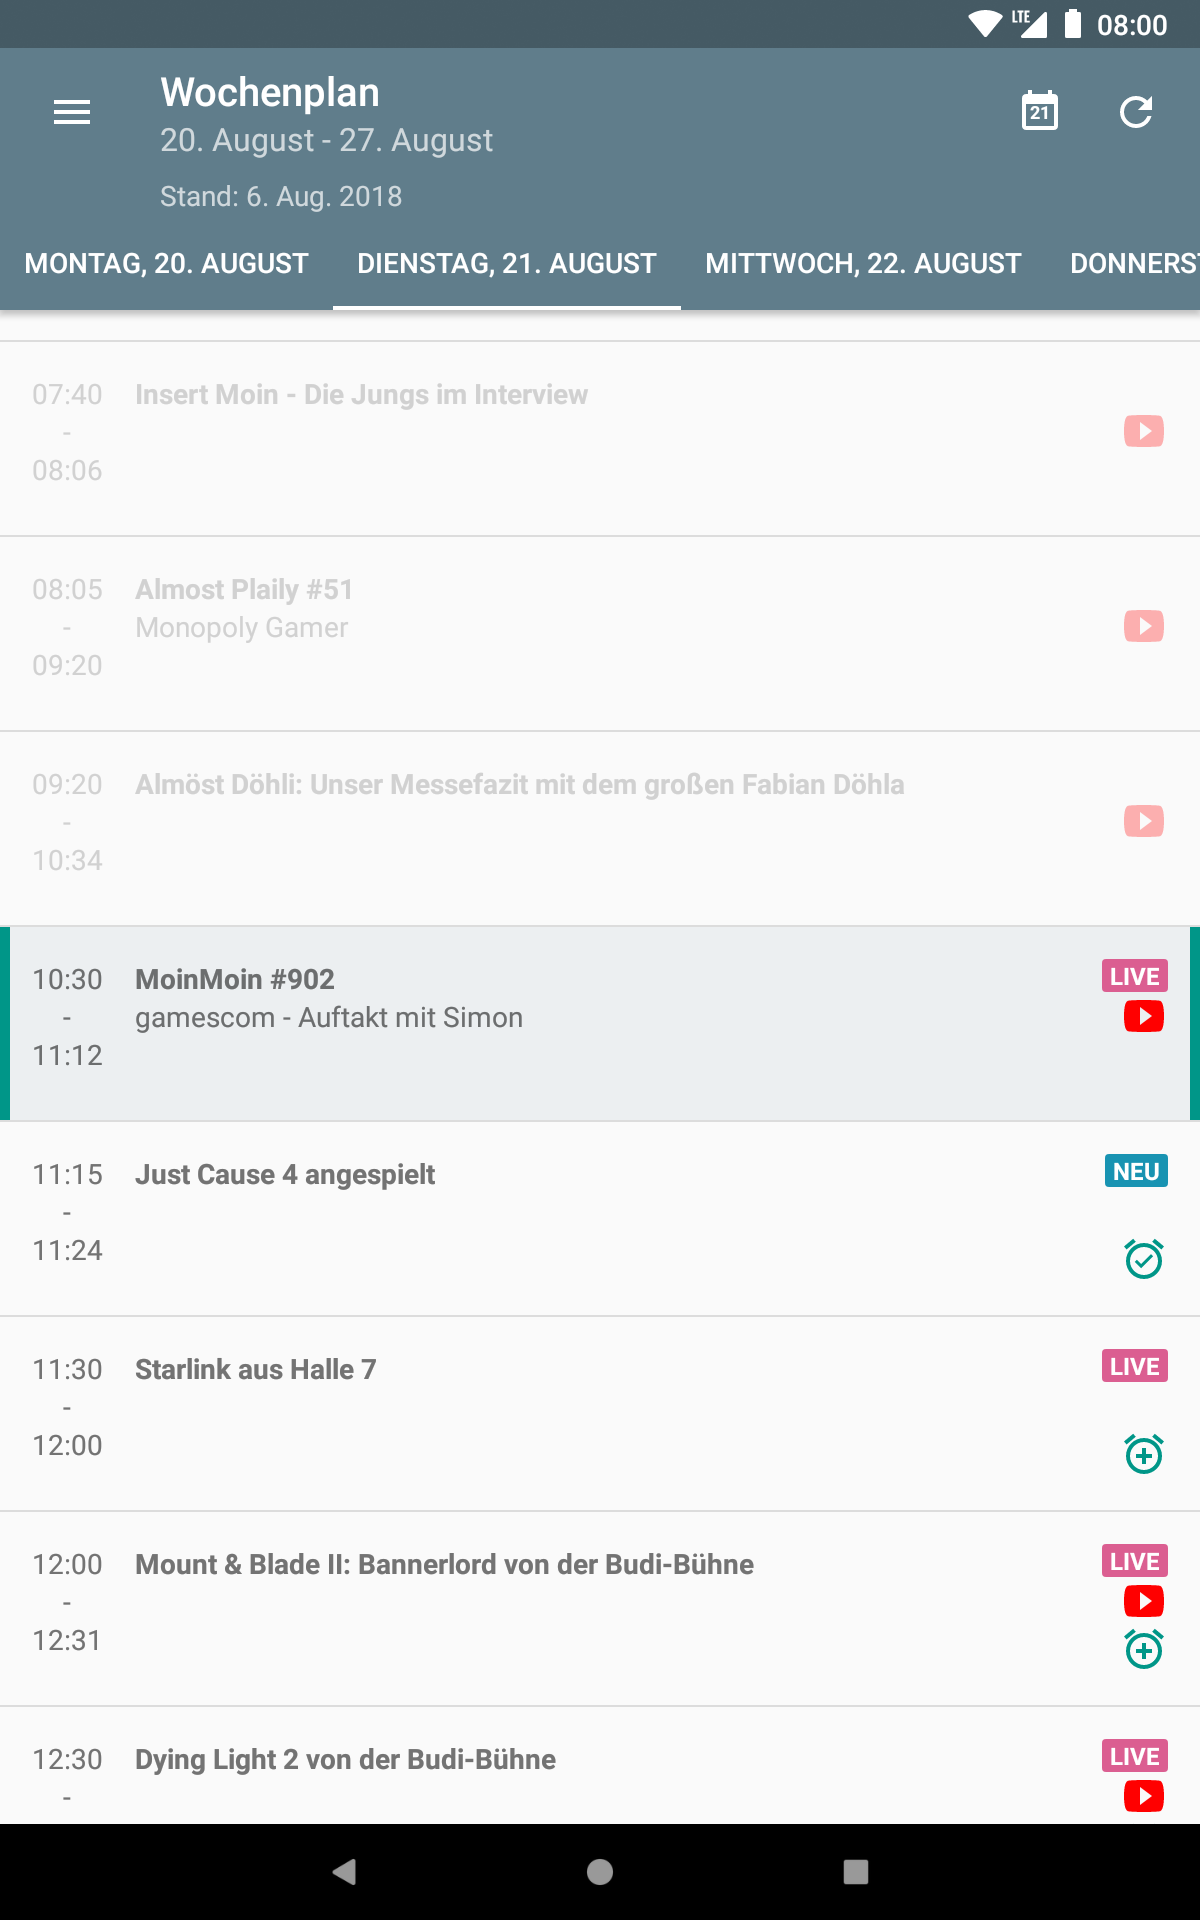 LTE 08:00
Wochenplan
20. August - 27. August
21
Stand: 6. Aug. 2018
MONTAG, 20. AUGUST DIENSTAG, 21. AUGUST MITTWOCH, 22. AUGUST DONNERST
07:40 Insert Moin - Die Jungs im Interview
-
08:06
08:05 Almost Plaily #51
- Monopoly Gamer
09:20
09:20 Almöst Döhli: Unser Messefazit mit dem großen Fabian Döhla
-
10:34
10:30 MoinMoin #902 LIVE
- gamescom - Auftakt mit Simon
11:12
11:15 Just Cause 4 angespielt NEU
-
11:24
11:30 Starlink aus Halle 7 LIVE
-
12:00
12:00 Mount & Blade II: Bannerlord von der Budi-Bühne LIVE
-
12:31
12:30 Dying Light 2 von der Budi-Bühne LIVE
-